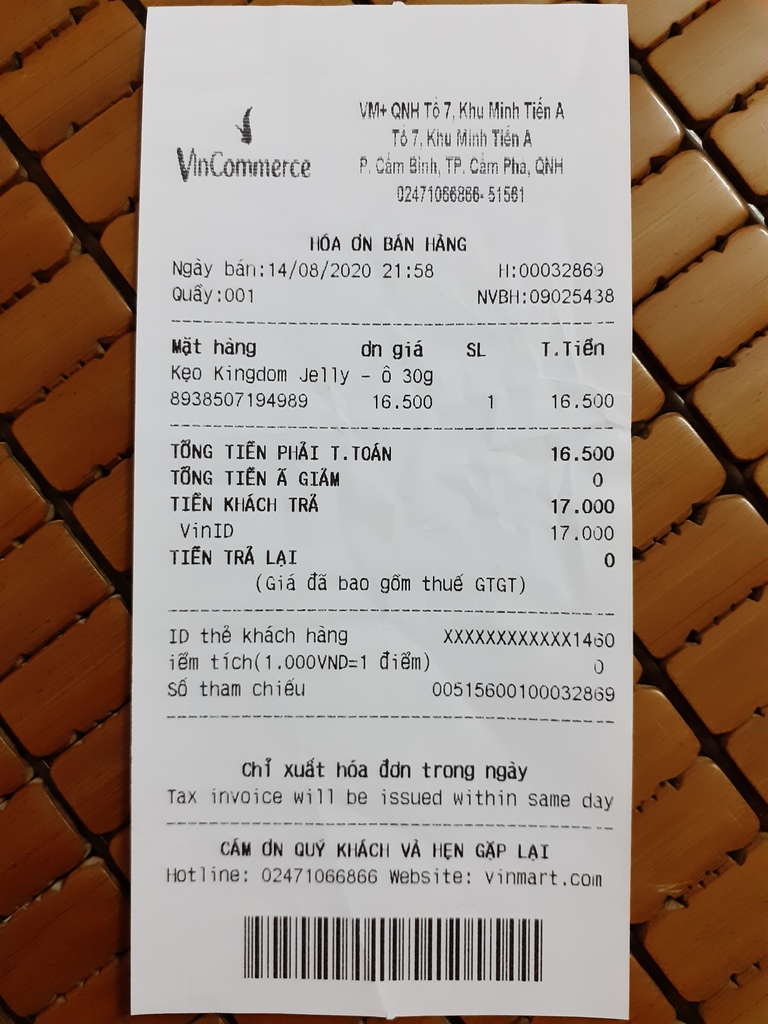 VinCommerce
VM+ QNH Tổ 7, Khu Minh Tiến A
Tổ 7, Khu Minh Tiến A
P. Cẩm Bình, TP. Cẩm Phả, QNH
02471066866- 51561
HÓA ƠN BÁN HÀNG
Ngày bán:14/08/2020 21:58 H:00032869
Quầy:001 NVBH:09025438
Mặt hàng ơn giá SL T.Tiền
Kẹo Kingdom Jelly - ô 30g
8938507194989 16.500 1 16.500
TỔNG TIỀN PHẢI T.TOÁN 16.500
TỔNG TIỀN Ã GIẢM 0
TIỀN KHÁCH TRẢ 17.000
VinID 17.000
TIỀN TRẢ LẠI 0
(Giá đã bao gồm thuế GTGT)
ID thẻ khách hàng XXXXXXXXXXXX1460
iểm tích(1.000VND=1 điểm) 0
Số tham chiếu 00515600100032869
Chỉ xuất hóa đơn trong ngày
Tax invoice will be issued within same day
CẢM ƠN QUÝ KHÁCH VÀ HẸN GẶP LẠI
Hotline: 02471066866 Website: vinmart.com